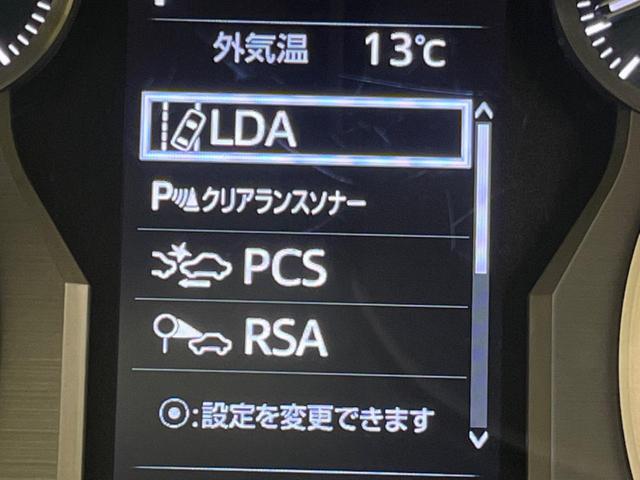 外気温 13℃
LDA
Pクリアランスソナー
PCS
RSA
⦿:設定を変更できます